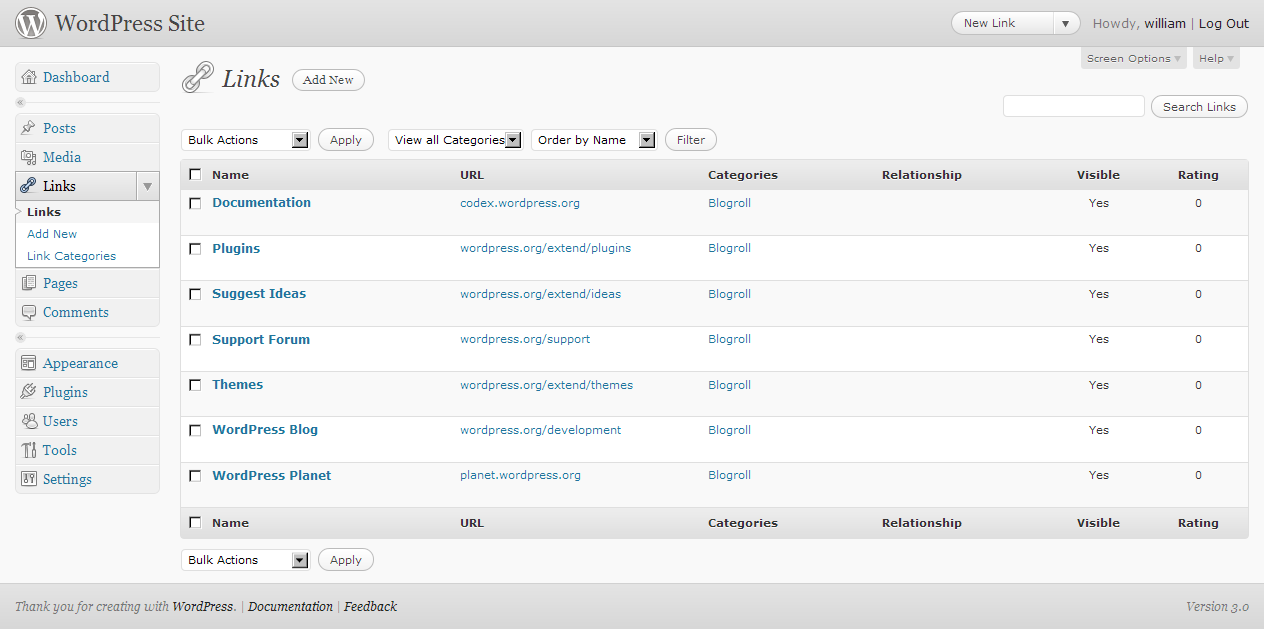 WordPress Site
New Link
Howdy, william | Log Out
Screen Options
Help
Dashboard
Posts
Media
Links
Links
Add New
Link Categories
Pages
Comments
Appearance
Plugins
Users
Tools
Settings
Links
Add New
Search Links
Bulk Actions Apply View all Categories Order by Name Filter
Name URL Categories Relationship Visible Rating
Documentation codex.wordpress.org Blogroll Yes 0
Plugins wordpress.org/extend/plugins Blogroll Yes 0
Suggest Ideas wordpress.org/extend/ideas Blogroll Yes 0
Support Forum wordpress.org/support Blogroll Yes 0
Themes wordpress.org/extend/themes Blogroll Yes 0
WordPress Blog wordpress.org/development Blogroll Yes 0
WordPress Planet planet.wordpress.org Blogroll Yes 0
Name URL Categories Relationship Visible Rating
Bulk Actions Apply
Thank you for creating with WordPress. | Documentation | Feedback
Version 3.0